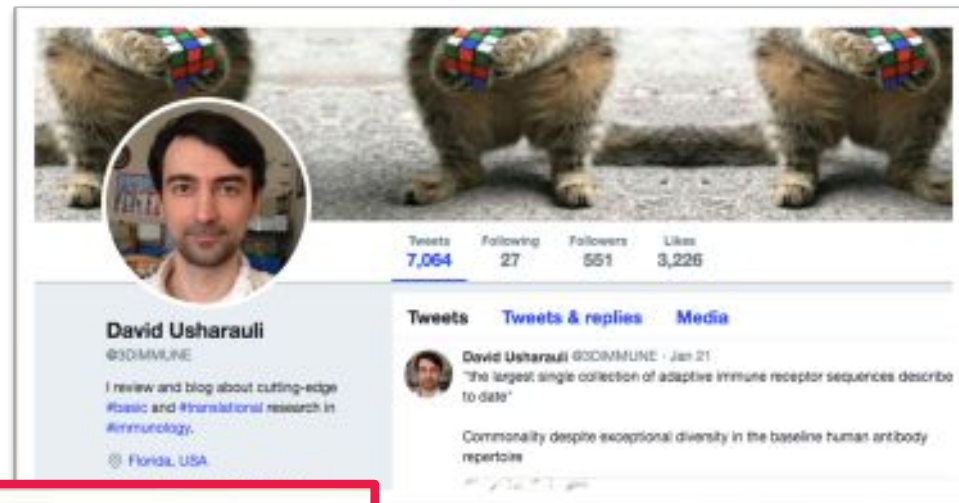 Tweets Following Followers Likes
7,064 27 551 3,226
David Usharauli
@3DIMMUNE
I review and blog about cutting-edge
#basic and #translational research in
#immunology.
Florida, USA
Tweets Tweets & replies Media
David Usharauli @3DIMMUNE · Jan 21
"the largest single collection of adaptive immune receptor sequences describe
to date"
Commonality despite exceptional diversity in the baseline human antibody
repertoire